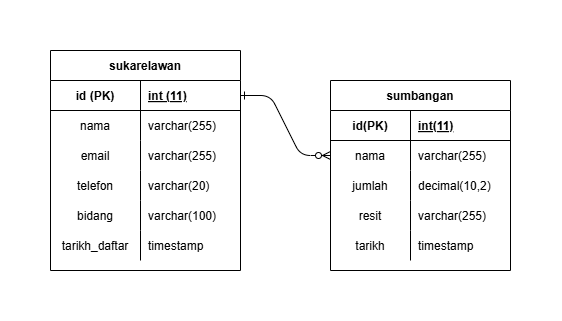 sukarelawan
id (PK) int (11)
nama varchar(255)
email varchar(255)
telefon varchar(20)
bidang varchar(100)
tarikh_daftar timestamp
sumbangan
id(PK) int(11)
nama varchar(255)
jumlah decimal(10,2)
resit varchar(255)
tarikh timestamp